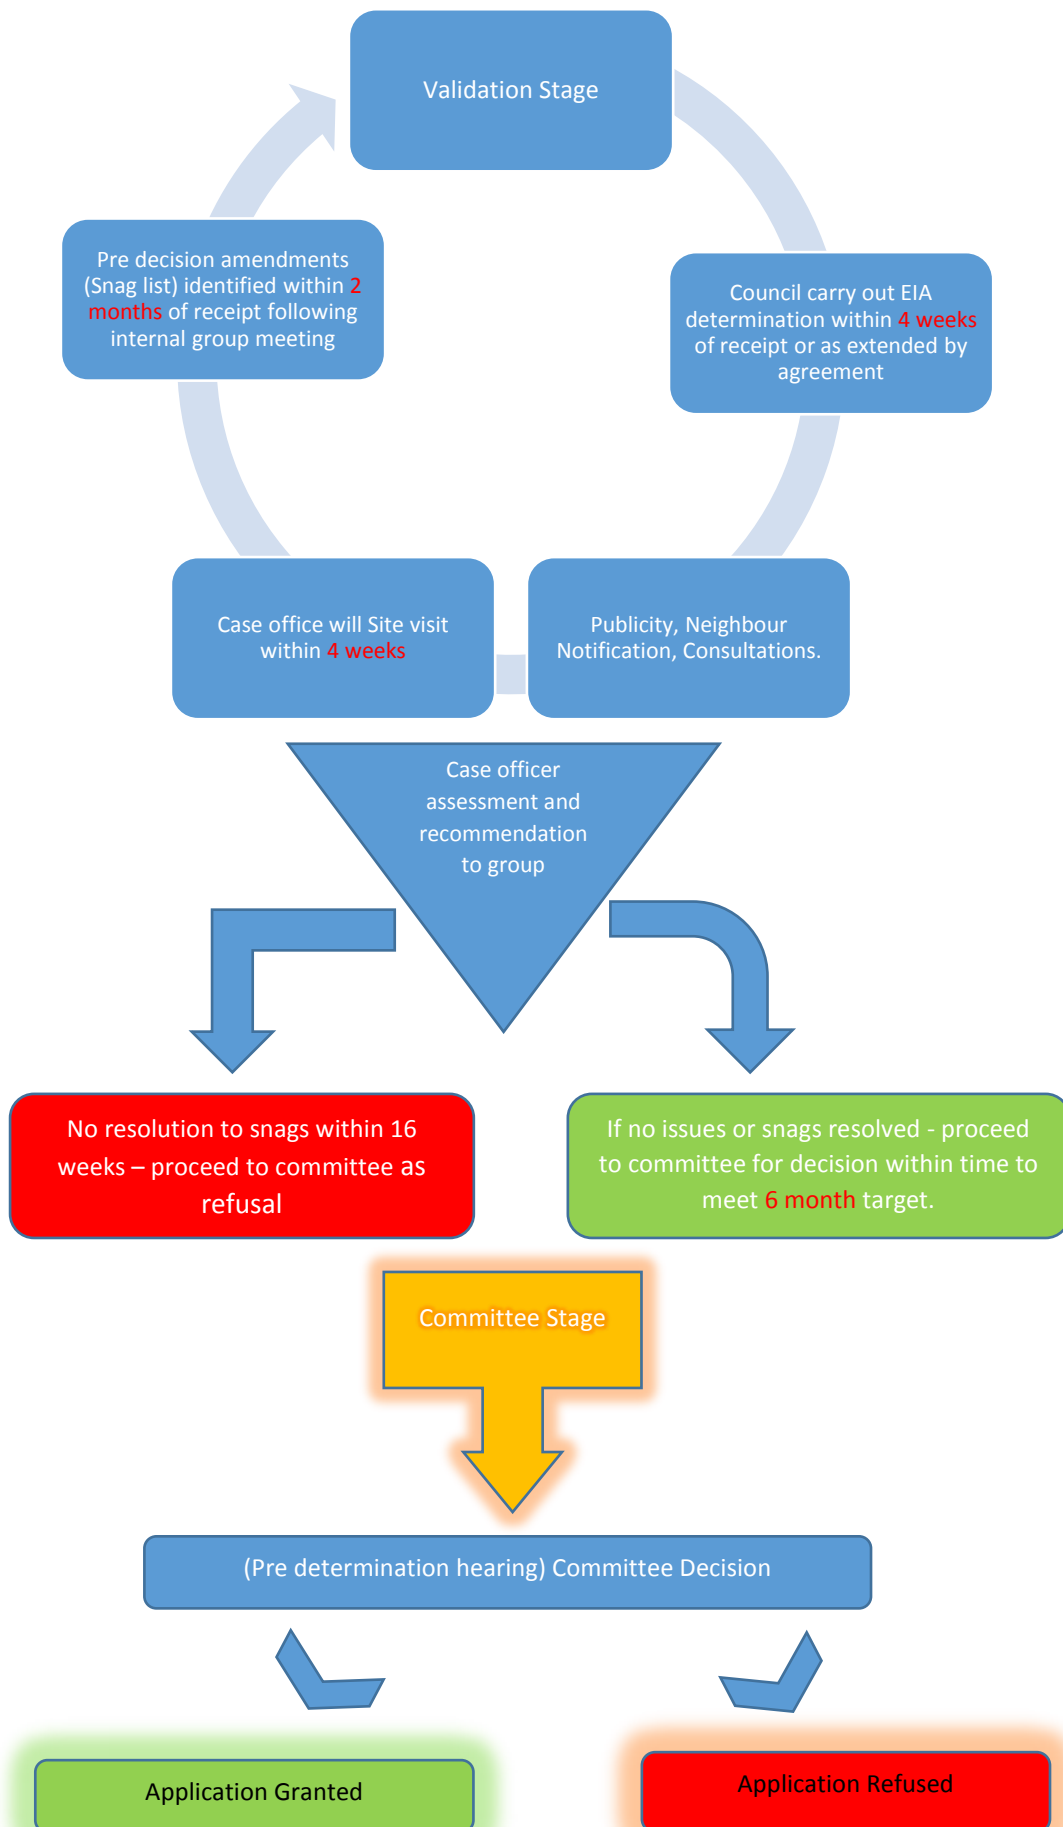 Validation Stage
Pre decision amendments
(Snag list) identified within 2
months of receipt following
internal group meeting
Council carry out EIA
determination within 4 weeks
of receipt or as extended by
agreement
Case office will Site visit
within 4 weeks
Publicity, Neighbour
Notification, Consultations.
Case officer
assessment and
recommendation
to group
No resolution to snags within 16
weeks – proceed to committee as
refusal
If no issues or snags resolved - proceed
to committee for decision within time to
meet 6 month target.
Committee Stage
(Pre determination hearing) Committee Decision
Application Granted
Application Refused